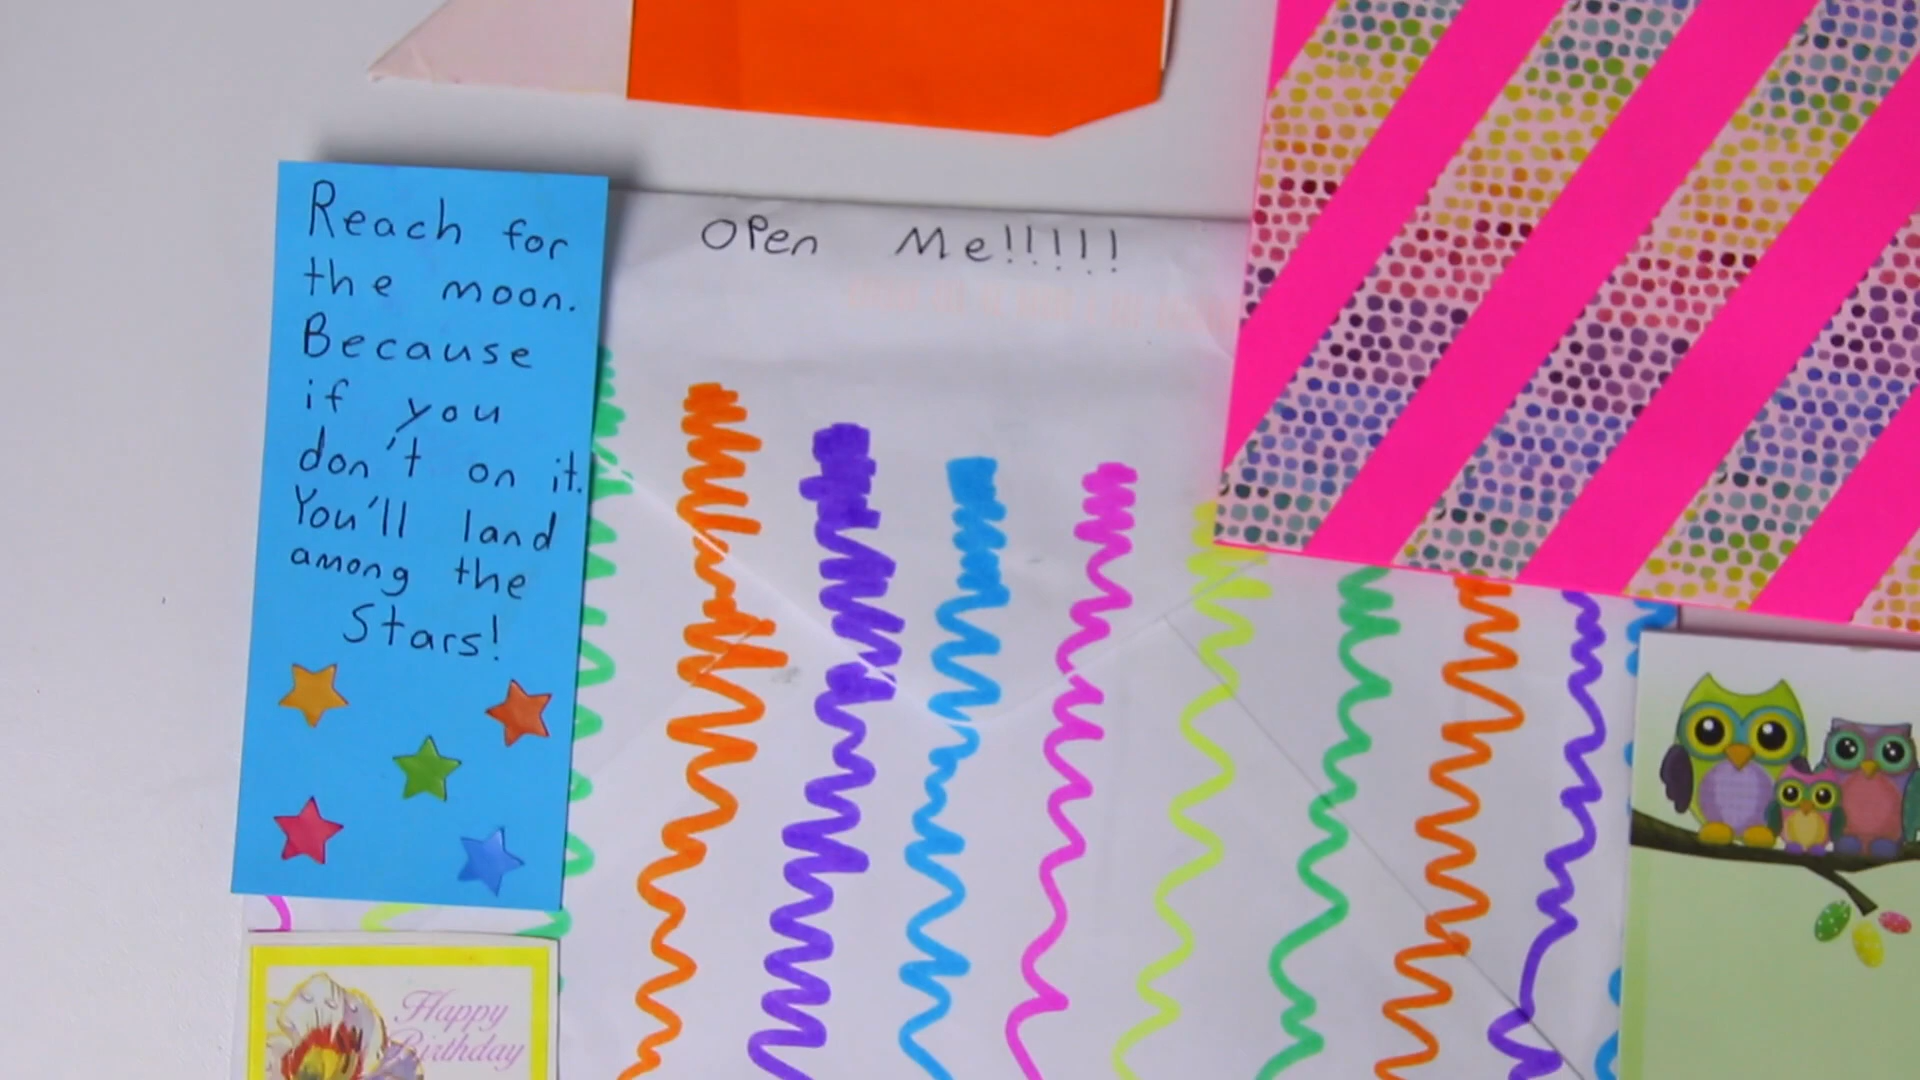 Reach for
the moon.
Because
if you
don't on it.
You'll land
among the
Stars!
OPen Me!!!!!
Happy
Birthday